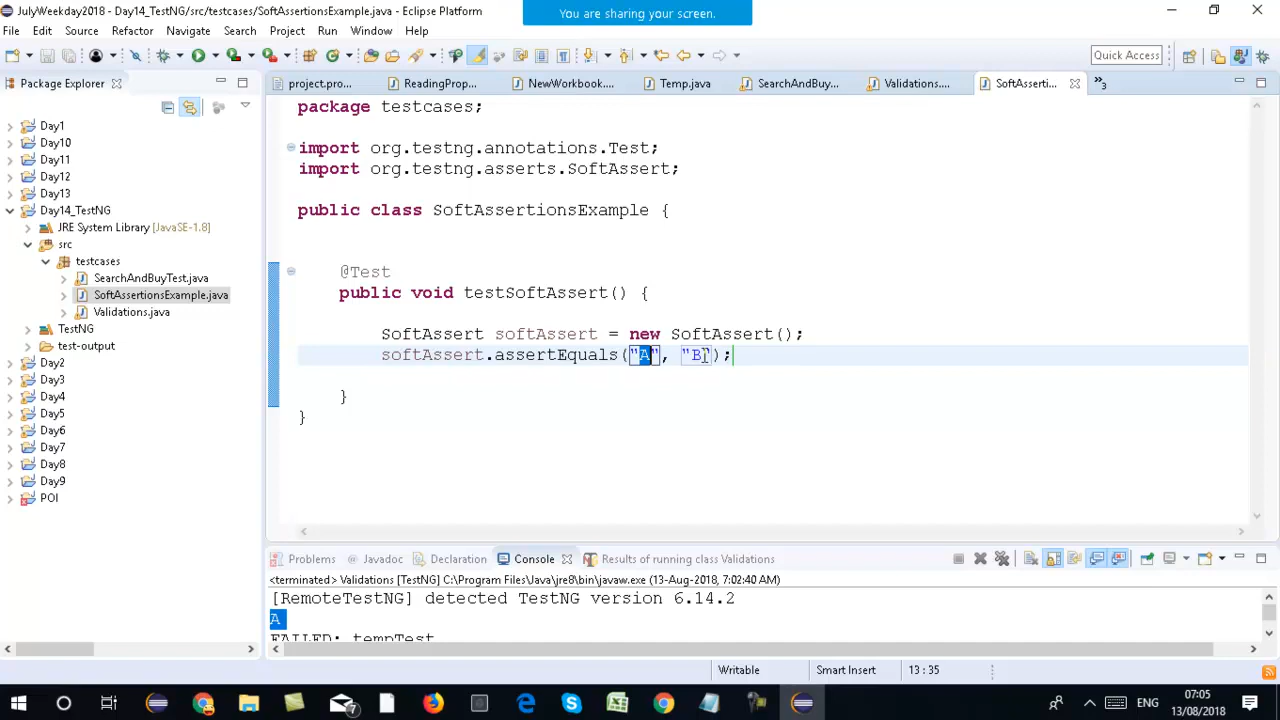 JulyWeekday2018 - Day14_TestNG/src/testcases/SoftAssertionsExample.java - Eclipse Platform
You are sharing your screen.
File Edit Source Refactor Navigate Search Project Run Window Help
Quick Access
Package Explorer
project.pro...
ReadingProp...
NewWorkbook....
Temp.java
SearchAndBuy...
Validations....
SoftAsserti...
3
Day1
Day10
Day11
Day12
Day13
Day14_TestNG
JRE System Library [JavaSE-1.8]
src
testcases
SearchAndBuyTest.java
SoftAssertionsExample.java
Validations.java
TestNG
test-output
Day2
Day3
Day4
Day5
Day6
Day7
Day8
Day9
POI
package testcases;
import org.testng.annotations.Test;
import org.testng.asserts.SoftAssert;
public class SoftAssertionsExample {
@Test
public void testSoftAssert() {
SoftAssert softAssert = new SoftAssert();
softAssert.assertEquals("A", "B");
}
}
Problems
Javadoc
Declaration
Console
Results of running class Validations
<terminated> Validations [TestNG] C:\Program Files\Java\jre8\bin\javaw.exe (13-Aug-2018, 7:02:40 AM)
[RemoteTestNG] detected TestNG version 6.14.2
A
FAILED: tempTest
Writable
Smart Insert
13 : 35
7
ENG
07:05
13/08/2018